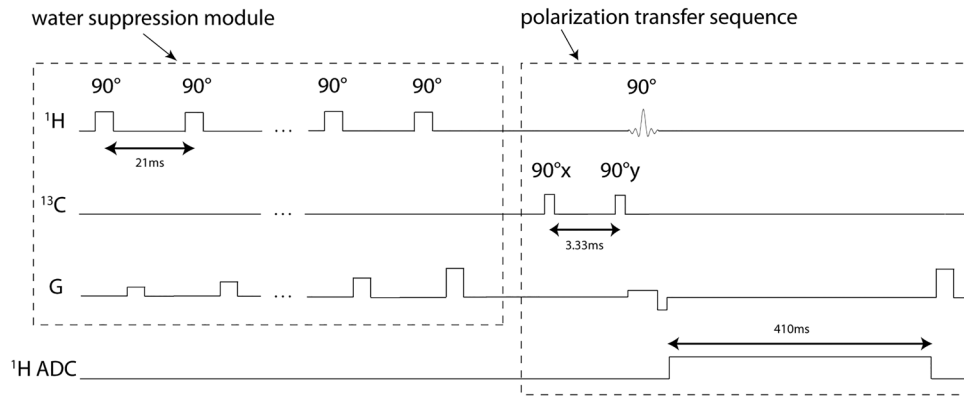 water suppression module
polarization transfer sequence
90° 90° 90° 90° 90°
¹H
...
21ms
90°x 90°y
¹³C
...
3.33ms
G
...
410ms
¹H ADC